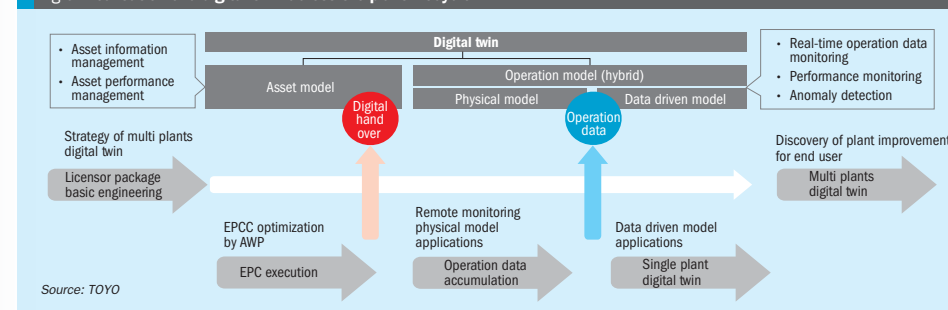 Digital twin
• Asset information
management
• Asset performance
management
Asset model
Operation model (hybrid)
Physical model
Data driven model
• Real-time operation data
monitoring
• Performance monitoring
• Anomaly detection
Digital
hand
over
Operation
data
Strategy of multi plants
digital twin
Licensor package
basic engineering
Discovery of plant improvement
for end user
Multi plants
digital twin
EPCC optimization
by AWP
EPC execution
Remote monitoring
physical model
applications
Operation data
accumulation
Data driven model
applications
Single plant
digital twin
Source: TOYO